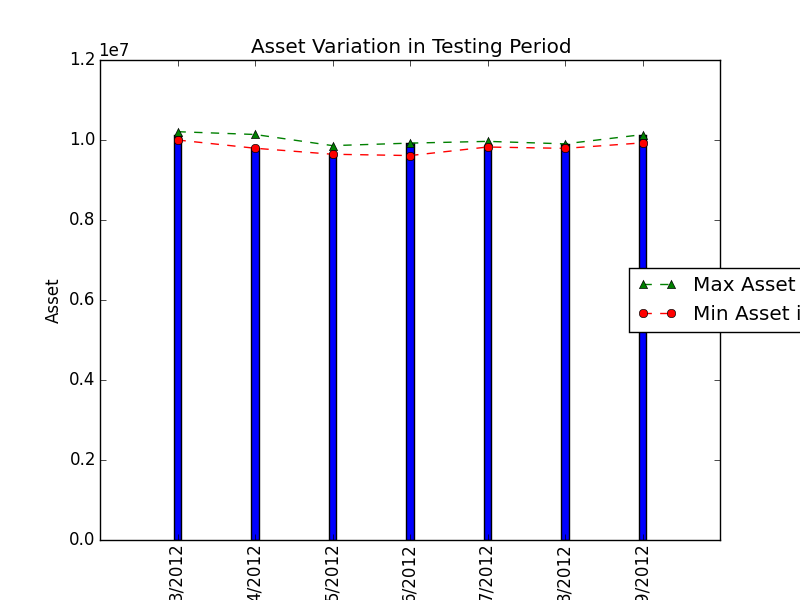 Asset Variation in Testing Period
1e7
1.2
1.0
0.8
0.6
0.4
0.2
0.0
Asset
Max Asset
Min Asset i
3/2012
4/2012
5/2012
6/2012
7/2012
8/2012
9/2012